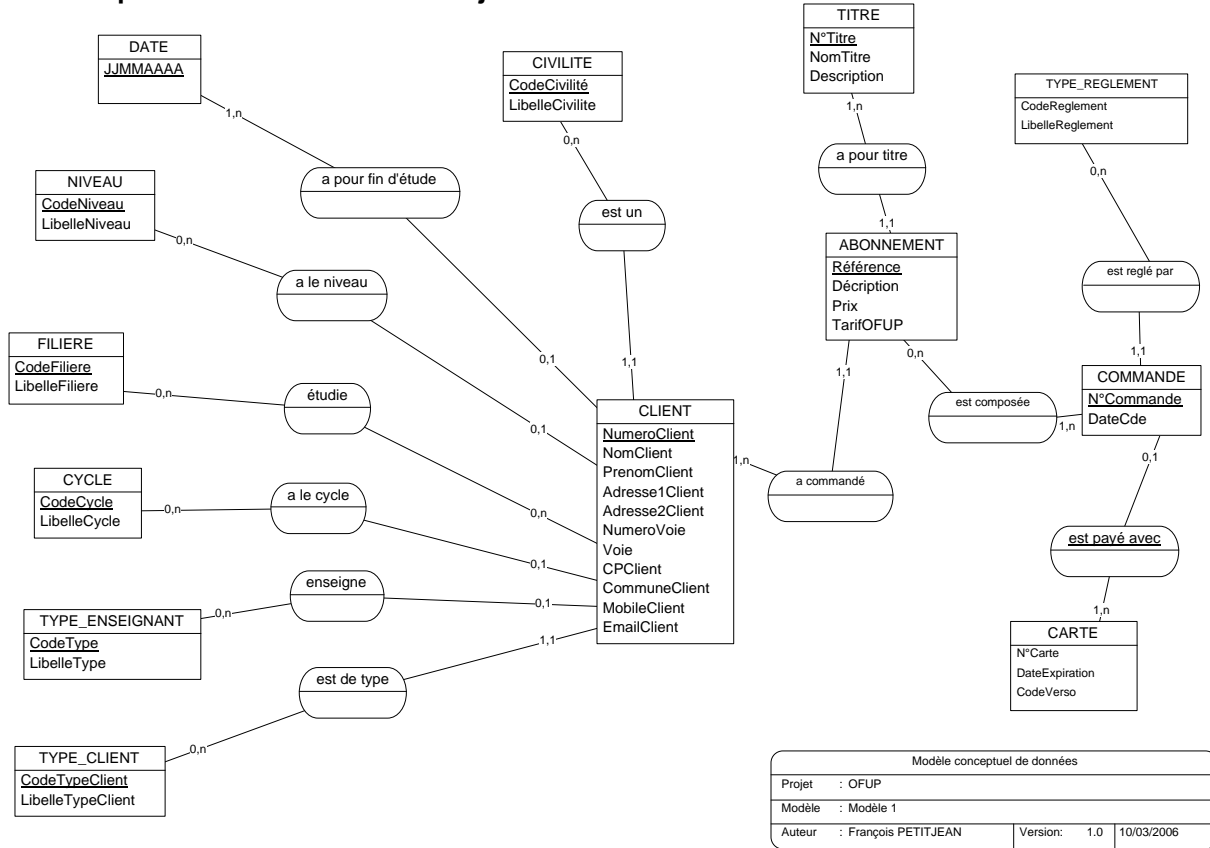 DATE
JJMMAAAA
CIVILITE
CodeCivilité
LibelleCivilite
TITRE
N°Titre
NomTitre
Description
TYPE_REGLEMENT
CodeReglement
LibelleReglement
1,n
0,n
1,n
0,n
a pour fin d'étude
est un
a pour titre
1,1
NIVEAU
CodeNiveau
LibelleNiveau
0,n
a le niveau
ABONNEMENT
Référence
Décription
Prix
TarifOFUP
est reglé par
FILIERE
CodeFiliere
LibelleFiliere
0,n
étudie
0,1
1,1
1,1
0,n
1,1
est composée
1,n
COMMANDE
N°Commande
DateCde
0,1
CLIENT
NumeroClient
NomClient
PrenomClient
Adresse1Client
Adresse2Client
NumeroVoie
Voie
CPClient
CommuneClient
MobileClient
EmailClient
0,1
1,n
a commandé
CYCLE
CodeCycle
LibelleCycle
0,n
a le cycle
0,n
0,1
est payé avec
1,n
TYPE_ENSEIGNANT
CodeType
LibelleType
0,n
enseigne
0,1
CARTE
N°Carte
DateExpiration
CodeVerso
1,1
est de type
0,n
TYPE_CLIENT
CodeTypeClient
LibelleTypeClient
Modèle conceptuel de données
Projet : OFUP
Modèle : Modèle 1
Auteur : François PETITJEAN Version: 1.0 10/03/2006